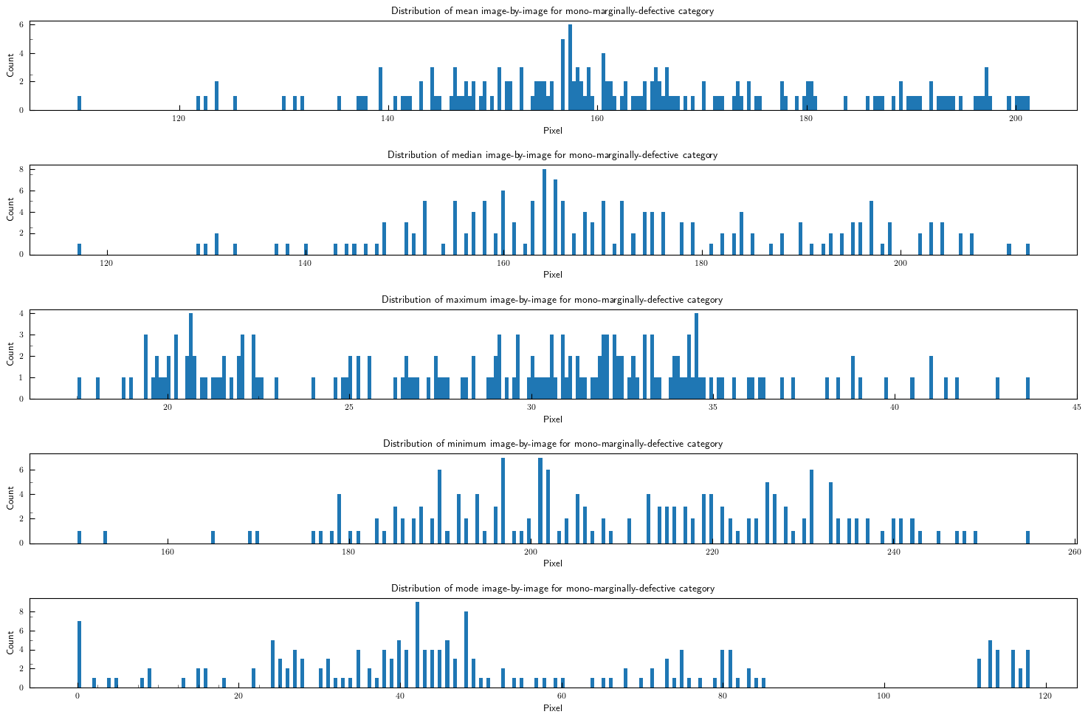 Distribution of mean image-by-image for mono-marginally-defective category
6
4
2
0
Count
120 140 160 180 200
Pixel
Distribution of median image-by-image for mono-marginally-defective category
8
6
4
2
0
Count
120 140 160 180 200
Pixel
Distribution of maximum image-by-image for mono-marginally-defective category
4
3
2
1
0
Count
20 25 30 35 40 45
Pixel
Distribution of minimum image-by-image for mono-marginally-defective category
6
4
2
0
Count
160 180 200 220 240 260
Pixel
Distribution of mode image-by-image for mono-marginally-defective category
8
6
4
2
0
Count
0 20 40 60 80 100 120
Pixel